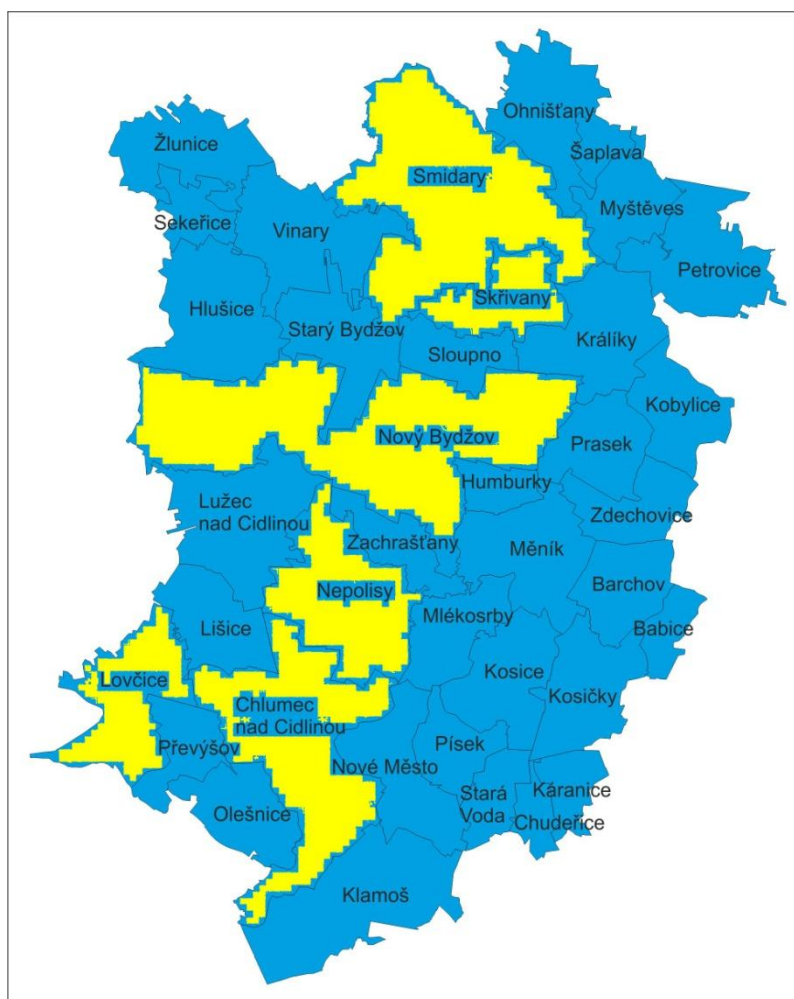 Ohnišťany
Žlunice
Šaplava
Smidary
Myštěves
Sekeřice
Vinary
Petrovice
Skřivany
Hlušice
Starý Bydžov
Králíky
Sloupno
Kobylice
Nový Bydžov
Prasek
Humburky
Lužec
nad Cidlinou
Zdechovice
Zachrašťany
Měník
Nepolisy
Barchov
Mlékosrby
Lišice
Babice
Kosice
Lovčice
Kosičky
Chlumec
nad Cidlinou
Písek
Převýšov
Nové Město
Káranice
Stará
Voda
Olešnice
Chudeřice
Klamoš